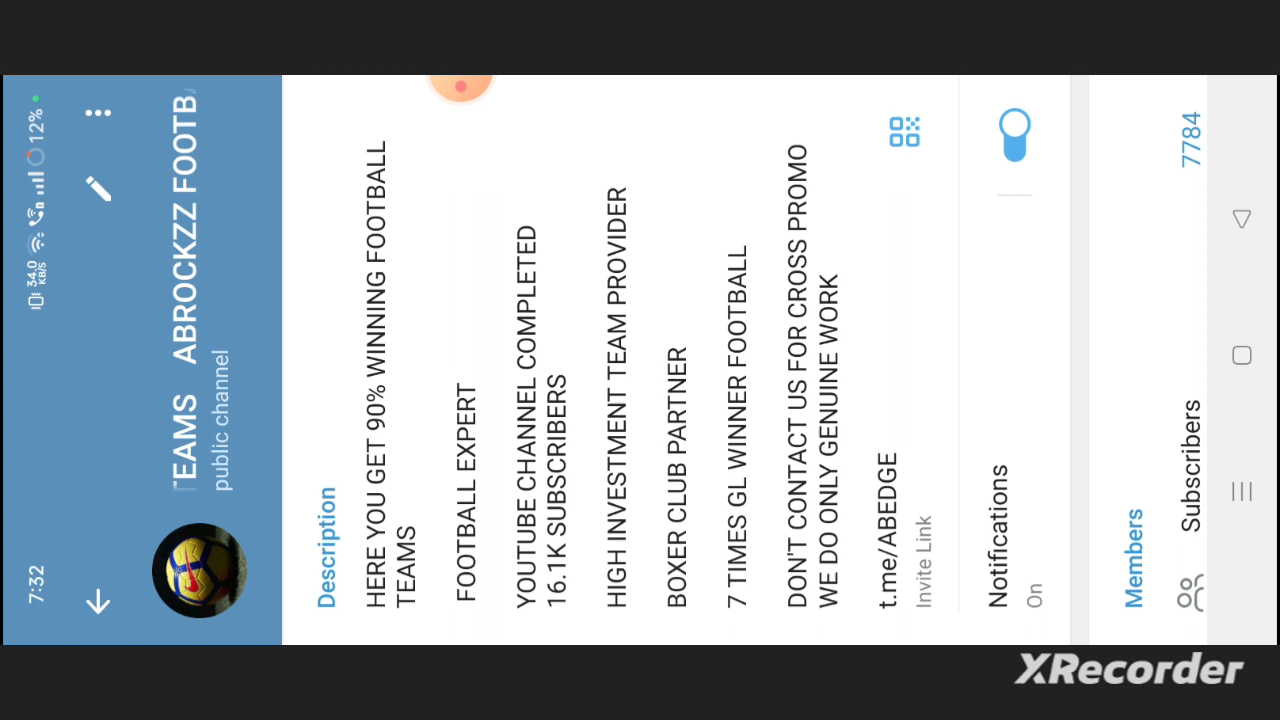 7:32
34.0
KB/S
12%
TEAMS ABROCKZZ FOOTB
public channel
Description
HERE YOU GET 90% WINNING FOOTBALL
TEAMS
FOOTBALL EXPERT
YOUTUBE CHANNEL COMPLETED
16.1K SUBSCRIBERS
HIGH INVESTMENT TEAM PROVIDER
BOXER CLUB PARTNER
7 TIMES GL WINNER FOOTBALL
DON'T CONTACT US FOR CROSS PROMO
WE DO ONLY GENUINE WORK
t.me/ABEDGE
Invite Link
Notifications
On
Members
Subscribers 7784
XRecorder